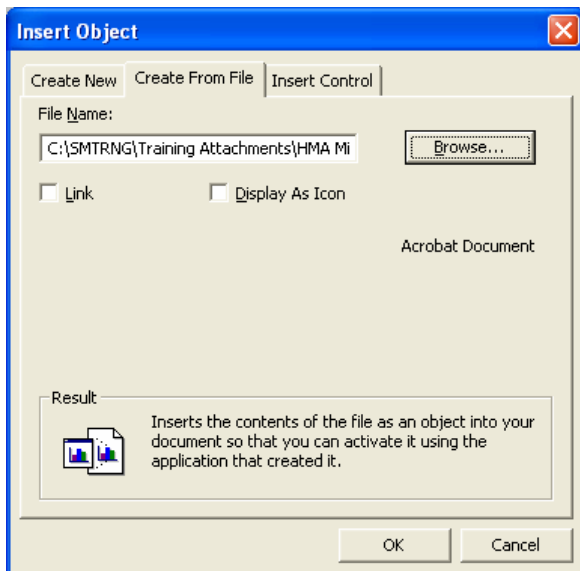 Insert Object
Create New Create From File Insert Control
File Name:
C:\SMTRNG\Training Attachments\HMA Mi Browse...
Link Display As Icon
Acrobat Document
Result
Inserts the contents of the file as an object into your
document so that you can activate it using the
application that created it.
OK Cancel